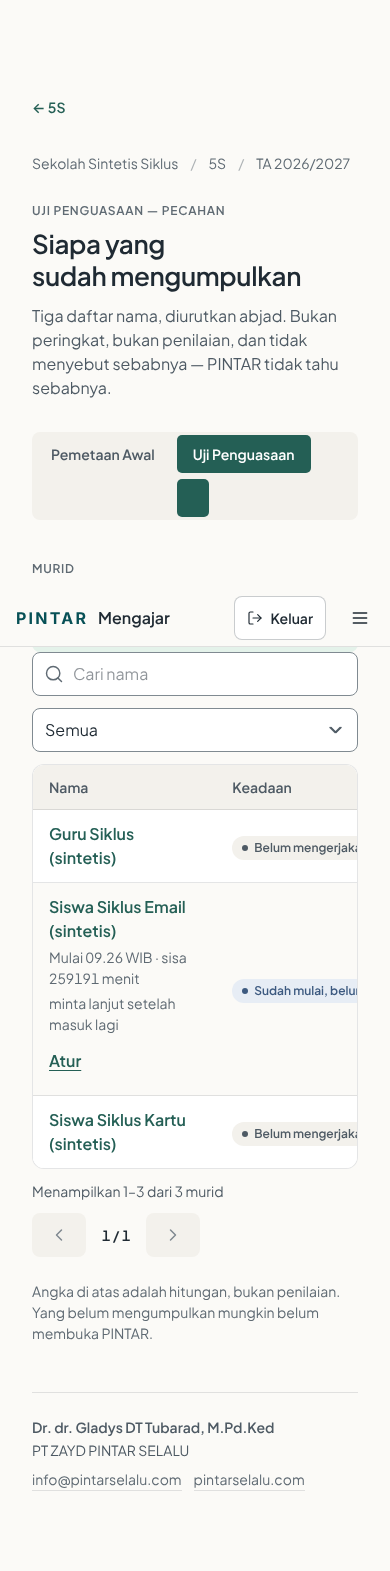 ← 5S
Sekolah Sintetis Siklus / 5S / TA 2026/2027
UJI PENGUASAAN — PECAHAN
Siapa yang
sudah mengumpulkan
Tiga daftar nama, diurutkan abjad. Bukan
peringkat, bukan penilaian, dan tidak
menyebut sebabnya — PINTAR tidak tahu
sebabnya.
Pemetaan Awal Uji Penguasaan
MURID
PINTAR Mengajar Keluar
Cari nama
Semua
Nama Keadaan
Guru Siklus
(sintetis)
Belum mengerjaka
Siswa Siklus Email
(sintetis)
Mulai 09.26 WIB · sisa
259191 menit
minta lanjut setelah
masuk lagi
Sudah mulai, belu
Atur
Siswa Siklus Kartu
(sintetis)
Belum mengerjaka
Menampilkan 1–3 dari 3 murid
1/1
Angka di atas adalah hitungan, bukan penilaian.
Yang belum mengumpulkan mungkin belum
membuka PINTAR.
Dr. dr. Gladys DT Tubarad, M.Pd.Ked
PT ZAYD PINTAR SELALU
info@pintarselalu.com pintarselalu.com